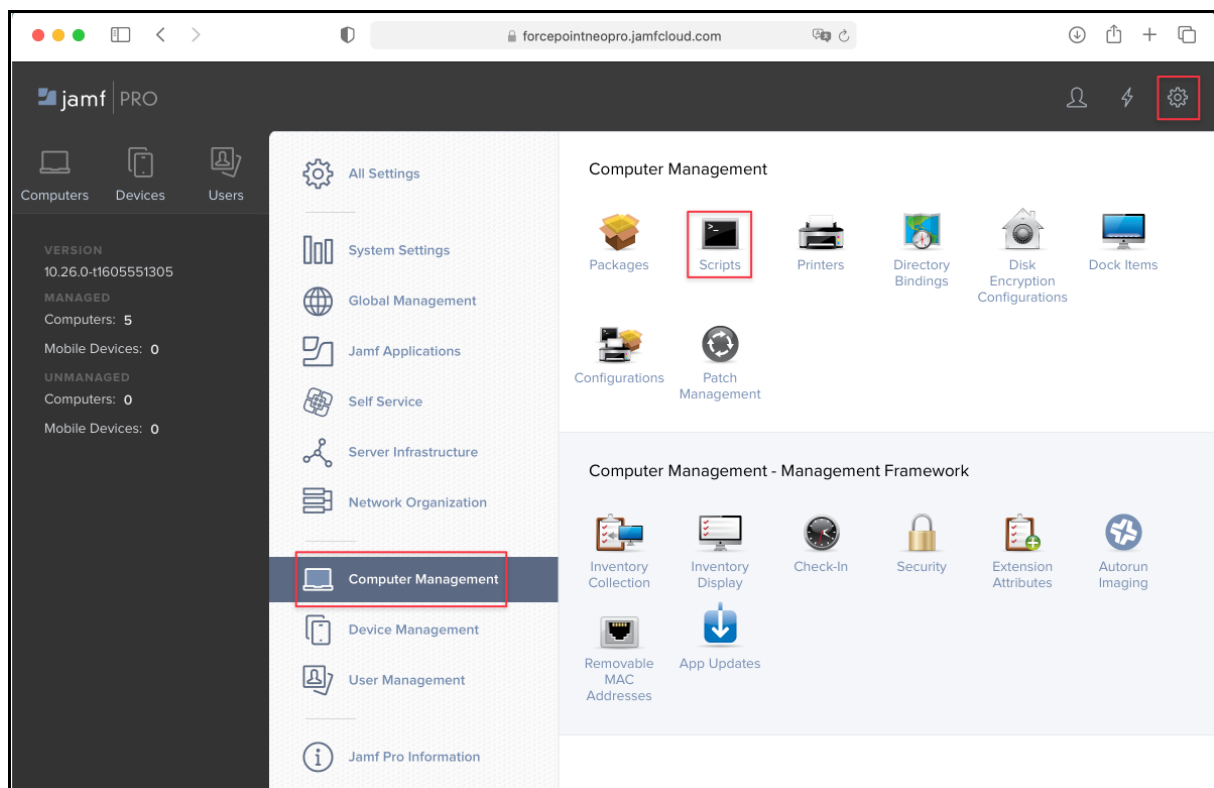 forcepointneopro.jamfcloud.com
jamf PRO
Computers
Devices
Users
VERSION
10.26.0-t1605551305
MANAGED
Computers: 5
Mobile Devices: 0
UNMANAGED
Computers: 0
Mobile Devices: 0
All Settings
System Settings
Global Management
Jamf Applications
Self Service
Server Infrastructure
Network Organization
Computer Management
Device Management
User Management
Jamf Pro Information
Computer Management
Packages
Scripts
Printers
Directory
Bindings
Disk
Encryption
Configurations
Dock Items
Configurations
Patch
Management
Computer Management - Management Framework
Inventory
Collection
Inventory
Display
Check-In
Security
Extension
Attributes
Autorun
Imaging
Removable
MAC
Addresses
App Updates